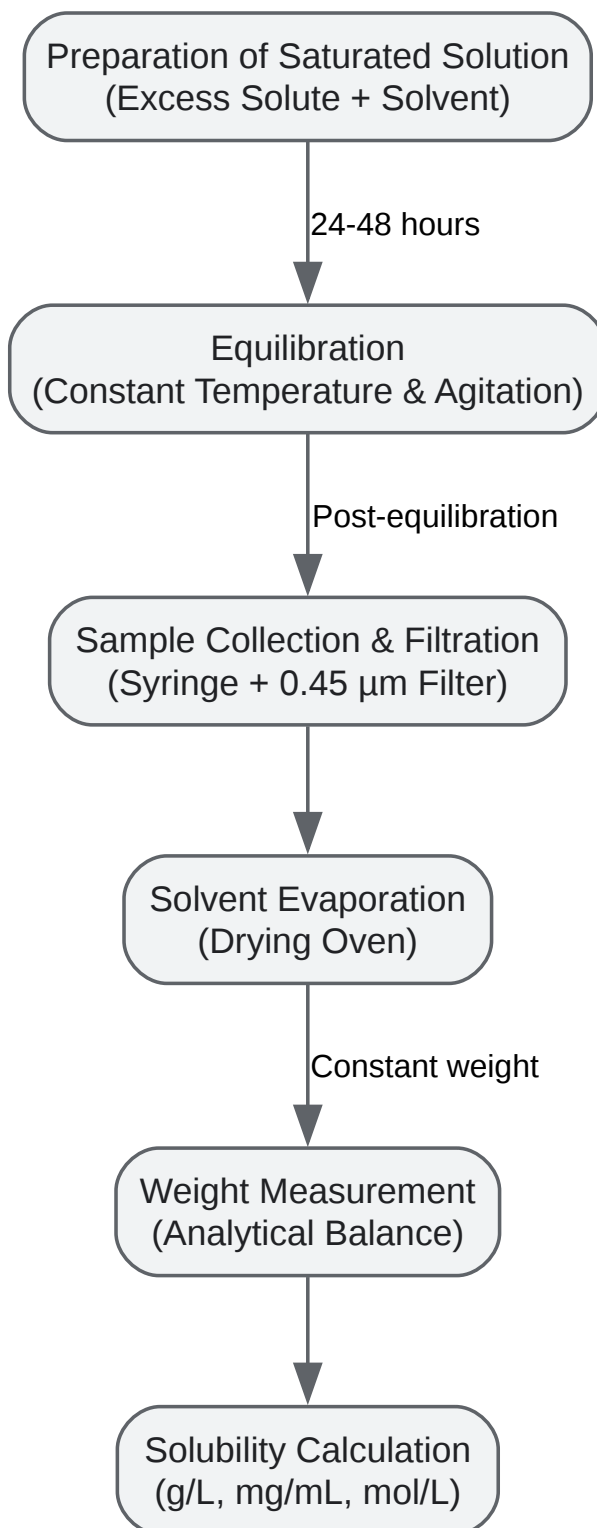 Preparation of Saturated Solution
(Excess Solute + Solvent)
24-48 hours
Equilibration
(Constant Temperature & Agitation)
Post-equilibration
Sample Collection & Filtration
(Syringe + 0.45 µm Filter)
Solvent Evaporation
(Drying Oven)
Constant weight
Weight Measurement
(Analytical Balance)
Solubility Calculation
(g/L, mg/mL, mol/L)